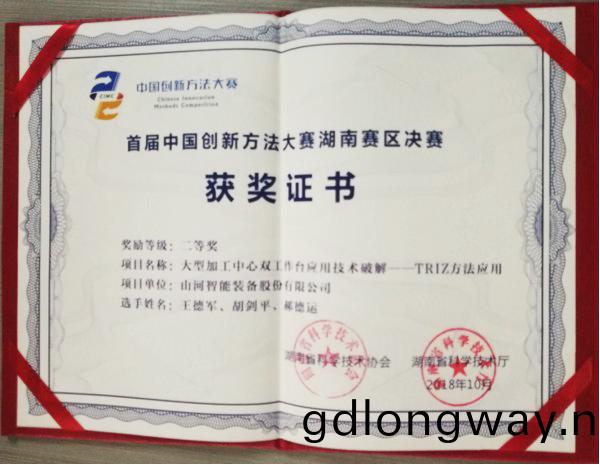 CIMC
中国创新方法大赛
Chinese Innovation
Methods Competition
首届中国创新方法大赛湖南赛区决赛
获奖证书
奖励等级：二等奖
项目名称：大型加工中心双工作台应用技术破解——TRIZ方法应用
项目单位：山河智能装备股份有限公司
选手姓名：王德军、胡剑平、郝德运
湖南省科学技术协会 湖南省科学技术厅
2018年10月
gdlongway.n